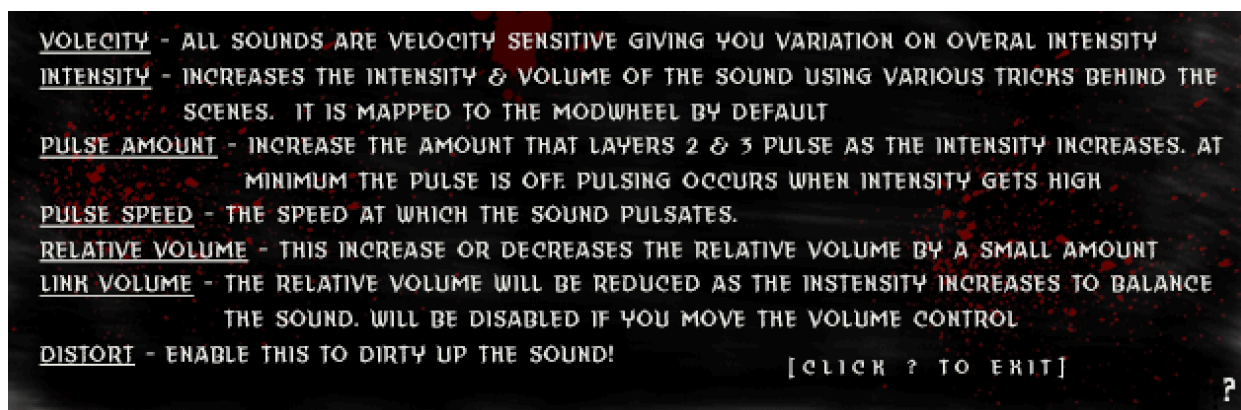 VOLECITY - ALL SOUNDS ARE VELOCITY SENSITIVE GIVING YOU VARIATION ON OVERAL INTENSITY
INTENSITY - INCREASES THE INTENSITY & VOLUME OF THE SOUND USING VARIOUS TRICKS BEHIND THE
SCENES. IT IS MAPPED TO THE MODWHEEL BY DEFAULT
PULSE AMOUNT - INCREASE THE AMOUNT THAT LAYERS 2 & 3 PULSE AS THE INTENSITY INCREASES. AT
MINIMUM THE PULSE IS OFF. PULSING OCCURS WHEN INTENSITY GETS HIGH
PULSE SPEED - THE SPEED AT WHICH THE SOUND PULSATES.
RELATIVE VOLUME - THIS INCREASE OR DECREASES THE RELATIVE VOLUME BY A SMALL AMOUNT
LINK VOLUME - THE RELATIVE VOLUME WILL BE REDUCED AS THE INSTENSITY INCREASES TO BALANCE
THE SOUND. WILL BE DISABLED IF YOU MOVE THE VOLUME CONTROL
DISTORT - ENABLE THIS TO DIRTY UP THE SOUND!
[CLICK ? TO EXIT]
?